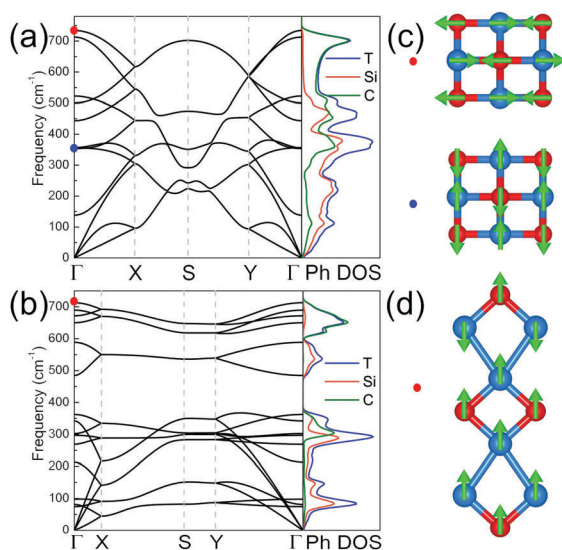 (a)
Frequency (cm⁻¹)
700
600
500
400
300
200
100
0
Γ X S Y Γ Ph DOS
T
Si
C
(b)
Frequency (cm⁻¹)
700
600
500
400
300
200
100
0
Γ X S Y Γ Ph DOS
T
Si
C
(c)
(d)